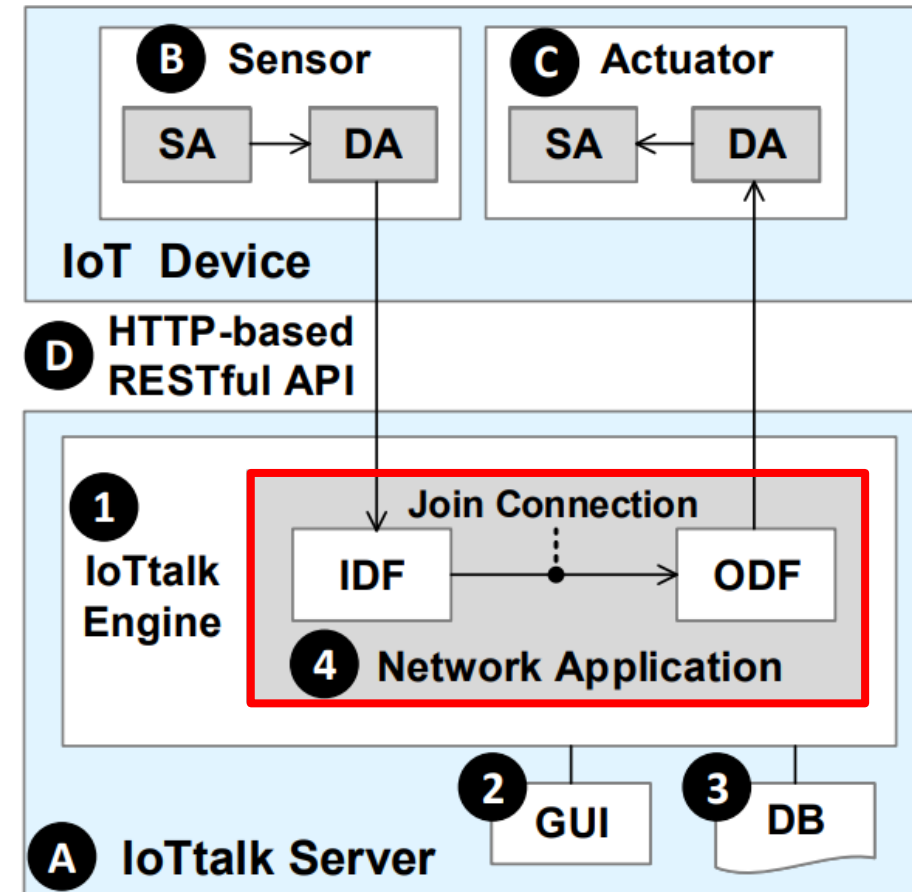 B Sensor
C Actuator
SA
DA
SA
DA
IoT Device
D HTTP-based
RESTful API
1
IoTtalk
Engine
Join Connection
IDF
ODF
4 Network Application
2
GUI
3
DB
A IoTtalk Server